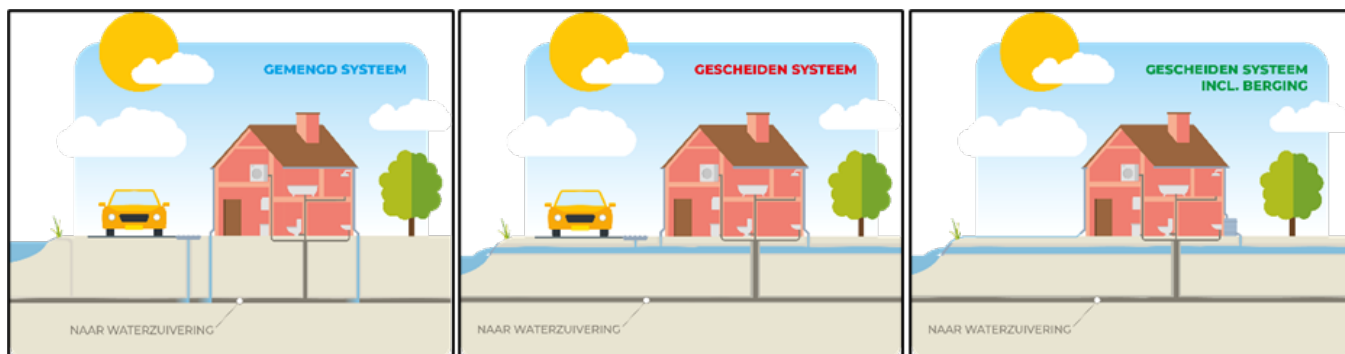 GEMENGD SYSTEEM
NAAR WATERZUIVERING
GESCHEIDEN SYSTEEM
NAAR WATERZUIVERING
GESCHEIDEN SYSTEEM
INCL. BERGING
NAAR WATERZUIVERING